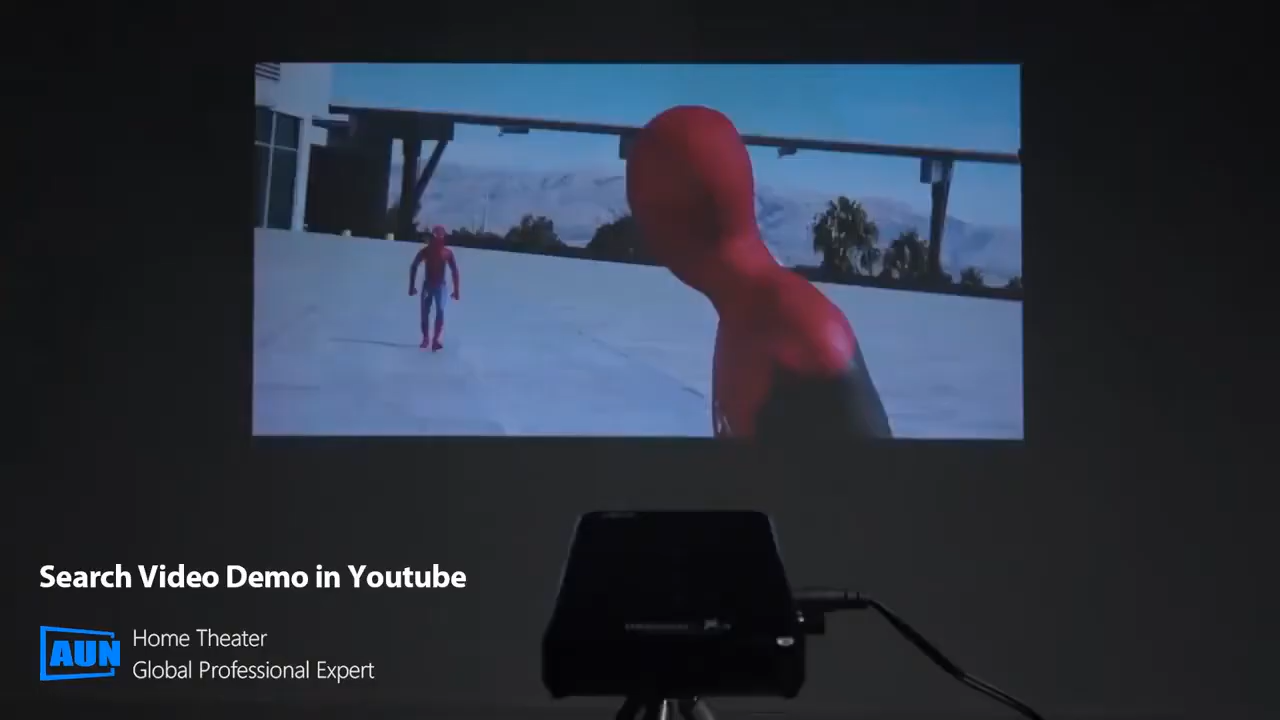 Search Video Demo in Youtube
AUN
Home Theater
Global Professional Expert